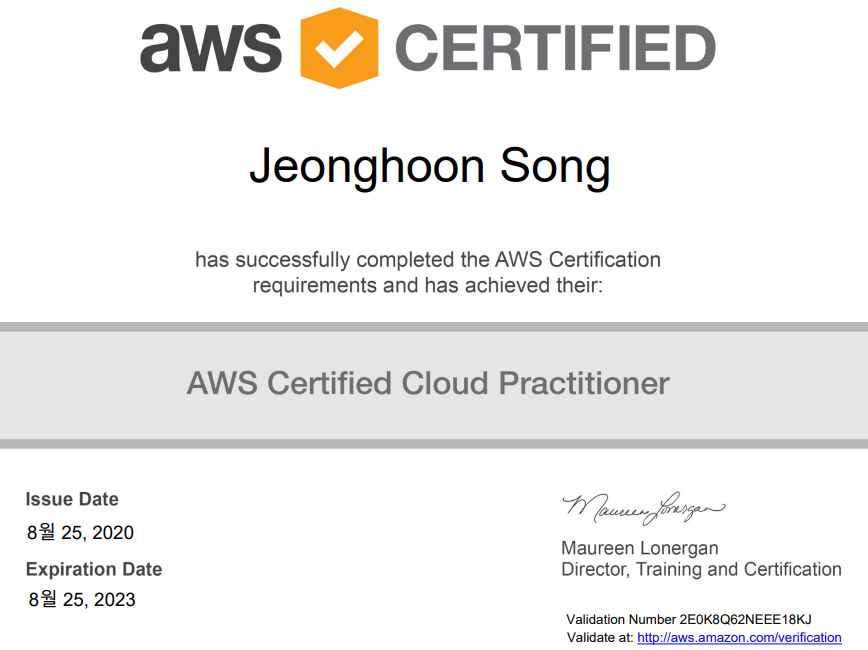 aws CERTIFIED
Jeonghoon Song
has successfully completed the AWS Certification
requirements and has achieved their:
AWS Certified Cloud Practitioner
Issue Date
8월 25, 2020
Expiration Date
8월 25, 2023
Maureen Lonergan
Maureen Lonergan
Director, Training and Certification
Validation Number 2E0K8Q62NEEE18KJ
Validate at: http://aws.amazon.com/verification